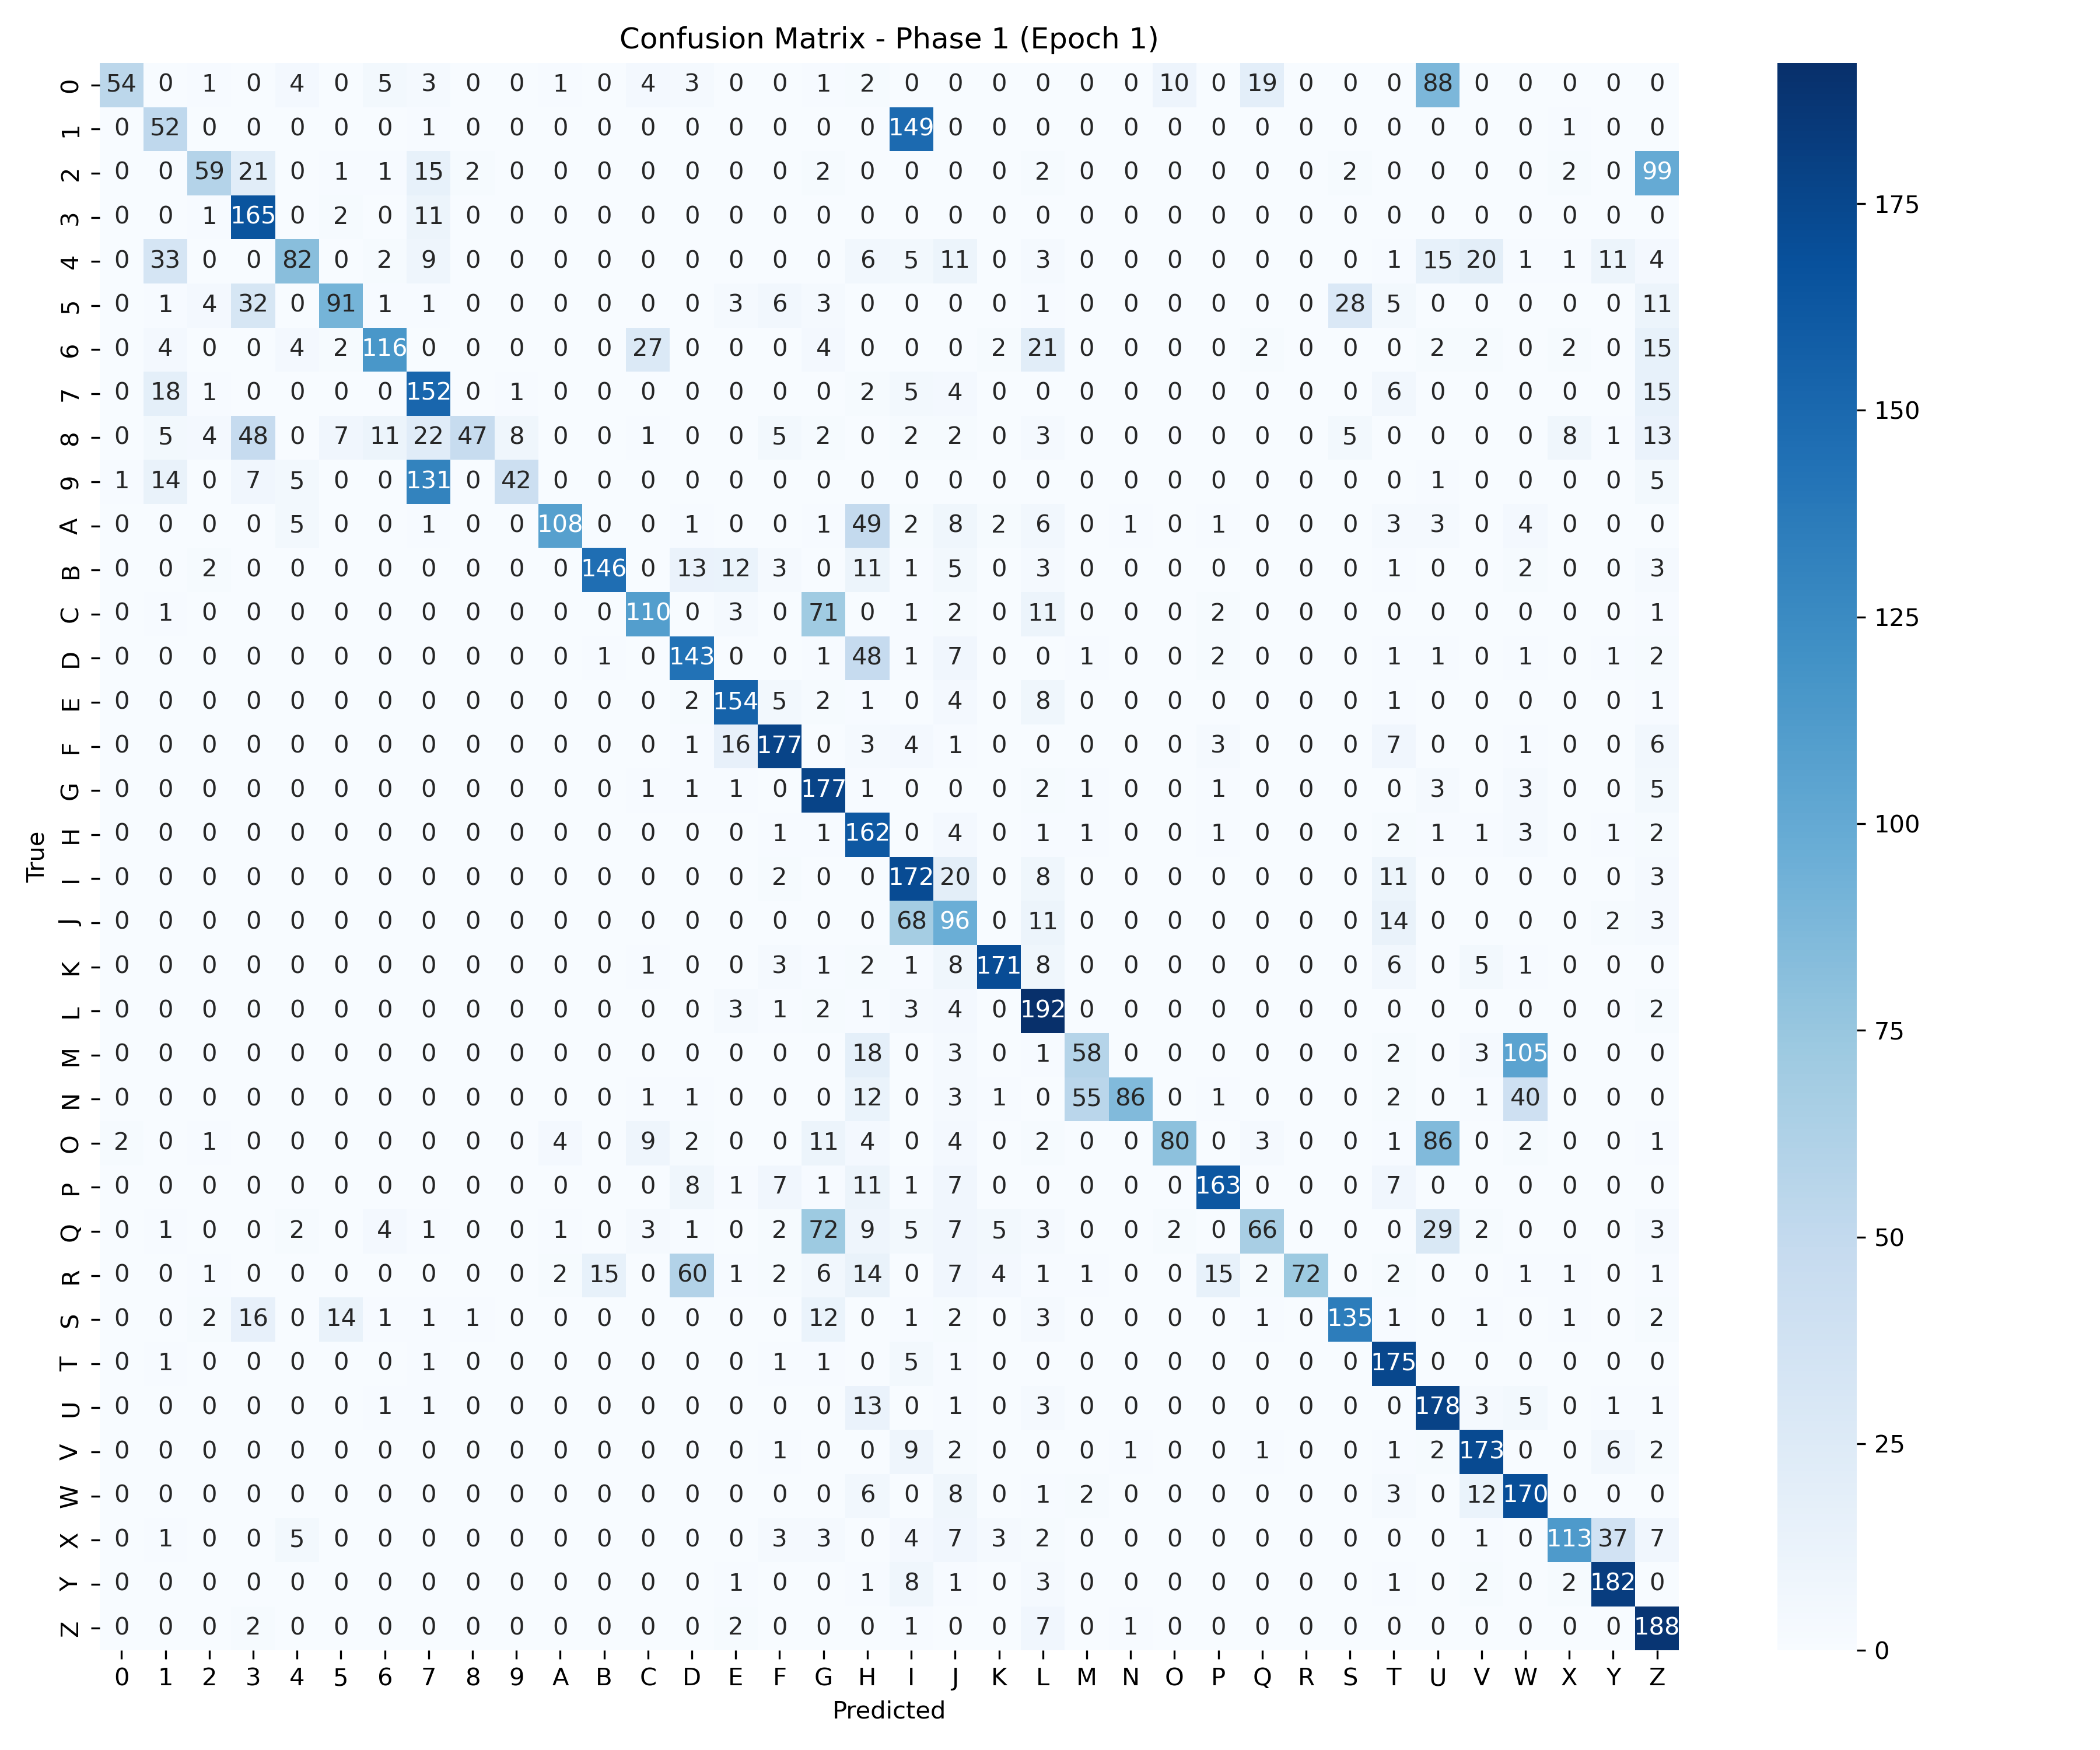 Confusion Matrix - Phase 1 (Epoch 1)
0 54 0 1 0 4 0 5 3 0 0 1 0 4 3 0 0 1 2 0 0 0 0 0 0 10 0 19 0 0 0 88 0 0 0 0 0
1 0 52 0 0 0 0 0 1 0 0 0 0 0 0 0 0 0 0 149 0 0 0 0 0 0 0 0 0 0 0 0 0 0 1 0 0
2 0 0 59 21 0 1 1 15 2 0 0 0 0 0 0 0 2 0 0 0 0 2 0 0 0 0 0 0 2 0 0 0 0 2 0 99
3 0 0 1 165 0 2 0 11 0 0 0 0 0 0 0 0 0 0 0 0 0 0 0 0 0 0 0 0 0 0 0 0 0 0 0 0
4 0 33 0 0 82 0 2 9 0 0 0 0 0 0 0 0 0 6 5 11 0 3 0 0 0 0 0 0 0 1 15 20 1 1 11 4
5 0 1 4 32 0 91 1 1 0 0 0 0 0 0 3 6 3 0 0 0 0 1 0 0 0 0 0 0 28 5 0 0 0 0 0 11
6 0 4 0 0 4 2 116 0 0 0 0 0 27 0 0 0 4 0 0 0 2 21 0 0 0 0 2 0 0 0 2 2 0 2 0 15
7 0 18 1 0 0 0 0 152 0 1 0 0 0 0 0 0 0 2 5 4 0 0 0 0 0 0 0 0 0 6 0 0 0 0 0 15
8 0 5 4 48 0 7 11 22 47 8 0 0 1 0 0 5 2 0 2 2 0 3 0 0 0 0 0 0 5 0 0 0 0 8 1 13
9 1 14 0 7 5 0 0 131 0 42 0 0 0 0 0 0 0 0 0 0 0 0 0 0 0 0 0 0 0 0 1 0 0 0 0 5
A 0 0 0 0 5 0 0 1 0 0 108 0 0 1 0 0 1 49 2 8 2 6 0 1 0 1 0 0 0 3 3 0 4 0 0 0
B 0 0 2 0 0 0 0 0 0 0 0 146 0 13 12 3 0 11 1 5 0 3 0 0 0 0 0 0 0 1 0 0 2 0 0 3
C 0 1 0 0 0 0 0 0 0 0 0 0 110 0 3 0 71 0 1 2 0 11 0 0 0 2 0 0 0 0 0 0 0 0 0 1
D 0 0 0 0 0 0 0 0 0 0 0 1 0 143 0 0 1 48 1 7 0 0 1 0 0 2 0 0 0 1 1 0 1 0 1 2
E 0 0 0 0 0 0 0 0 0 0 0 0 0 2 154 5 2 1 0 4 0 8 0 0 0 0 0 0 0 1 0 0 0 0 0 1
F 0 0 0 0 0 0 0 0 0 0 0 0 0 1 16 177 0 3 4 1 0 0 0 0 0 3 0 0 0 7 0 0 1 0 0 6
G 0 0 0 0 0 0 0 0 0 0 0 0 1 1 1 0 177 1 0 0 0 2 1 0 0 1 0 0 0 0 3 0 3 0 0 5
H 0 0 0 0 0 0 0 0 0 0 0 0 0 0 0 1 1 162 0 4 0 1 1 0 0 1 0 0 0 2 1 1 3 0 1 2
I 0 0 0 0 0 0 0 0 0 0 0 0 0 0 0 2 0 0 172 20 0 8 0 0 0 0 0 0 0 11 0 0 0 0 0 3
J 0 0 0 0 0 0 0 0 0 0 0 0 0 0 0 0 0 0 68 96 0 11 0 0 0 0 0 0 0 14 0 0 0 0 2 3
K 0 0 0 0 0 0 0 0 0 0 0 0 1 0 0 3 1 2 1 8 171 8 0 0 0 0 0 0 0 6 0 5 1 0 0 0
L 0 0 0 0 0 0 0 0 0 0 0 0 0 0 3 1 2 1 3 4 0 192 0 0 0 0 0 0 0 0 0 0 0 0 0 2
M 0 0 0 0 0 0 0 0 0 0 0 0 0 0 0 0 0 18 0 3 0 1 58 0 0 0 0 0 0 2 0 3 105 0 0 0
N 0 0 0 0 0 0 0 0 0 0 0 0 1 1 0 0 0 12 0 3 1 0 55 86 0 1 0 0 0 2 0 1 40 0 0 0
O 2 0 1 0 0 0 0 0 0 0 4 0 9 2 0 0 11 4 0 4 0 2 0 0 80 0 3 0 0 1 86 0 2 0 0 1
P 0 0 0 0 0 0 0 0 0 0 0 0 0 8 1 7 1 11 1 7 0 0 0 0 0 163 0 0 0 7 0 0 0 0 0 0
Q 0 1 0 0 2 0 4 1 0 0 1 0 3 1 0 2 72 9 5 7 5 3 0 0 2 0 66 0 0 0 29 2 0 0 0 3
R 0 0 1 0 0 0 0 0 0 0 2 15 0 60 1 2 6 14 0 7 4 1 1 0 0 15 2 72 0 2 0 0 1 1 0 1
S 0 0 2 16 0 14 1 1 1 0 0 0 0 0 0 0 12 0 1 2 0 3 0 0 0 0 1 0 135 1 0 1 0 1 0 2
T 0 1 0 0 0 0 0 1 0 0 0 0 0 0 0 1 1 0 5 1 0 0 0 0 0 0 0 0 0 175 0 0 0 0 0 0
U 0 0 0 0 0 0 1 1 0 0 0 0 0 0 0 0 0 13 0 1 0 3 0 0 0 0 0 0 0 0 178 3 5 0 1 1
V 0 0 0 0 0 0 0 0 0 0 0 0 0 0 0 1 0 0 9 2 0 0 0 1 0 0 1 0 0 1 2 173 0 0 6 2
W 0 0 0 0 0 0 0 0 0 0 0 0 0 0 0 0 0 6 0 8 0 1 2 0 0 0 0 0 0 3 0 12 170 0 0 0
X 0 1 0 0 5 0 0 0 0 0 0 0 0 0 0 3 3 0 4 7 3 2 0 0 0 0 0 0 0 0 0 1 0 113 37 7
Y 0 0 0 0 0 0 0 0 0 0 0 0 0 0 1 0 0 1 8 1 0 3 0 0 0 0 0 0 0 1 0 2 0 2 182 0
Z 0 0 0 2 0 0 0 0 0 0 0 0 0 0 2 0 0 0 1 0 0 7 0 1 0 0 0 0 0 0 0 0 0 0 0 188
0 1 2 3 4 5 6 7 8 9 A B C D E F G H I J K L M N O P Q R S T U V W X Y Z
Predicted
True
175
150
125
100
75
50
25
0